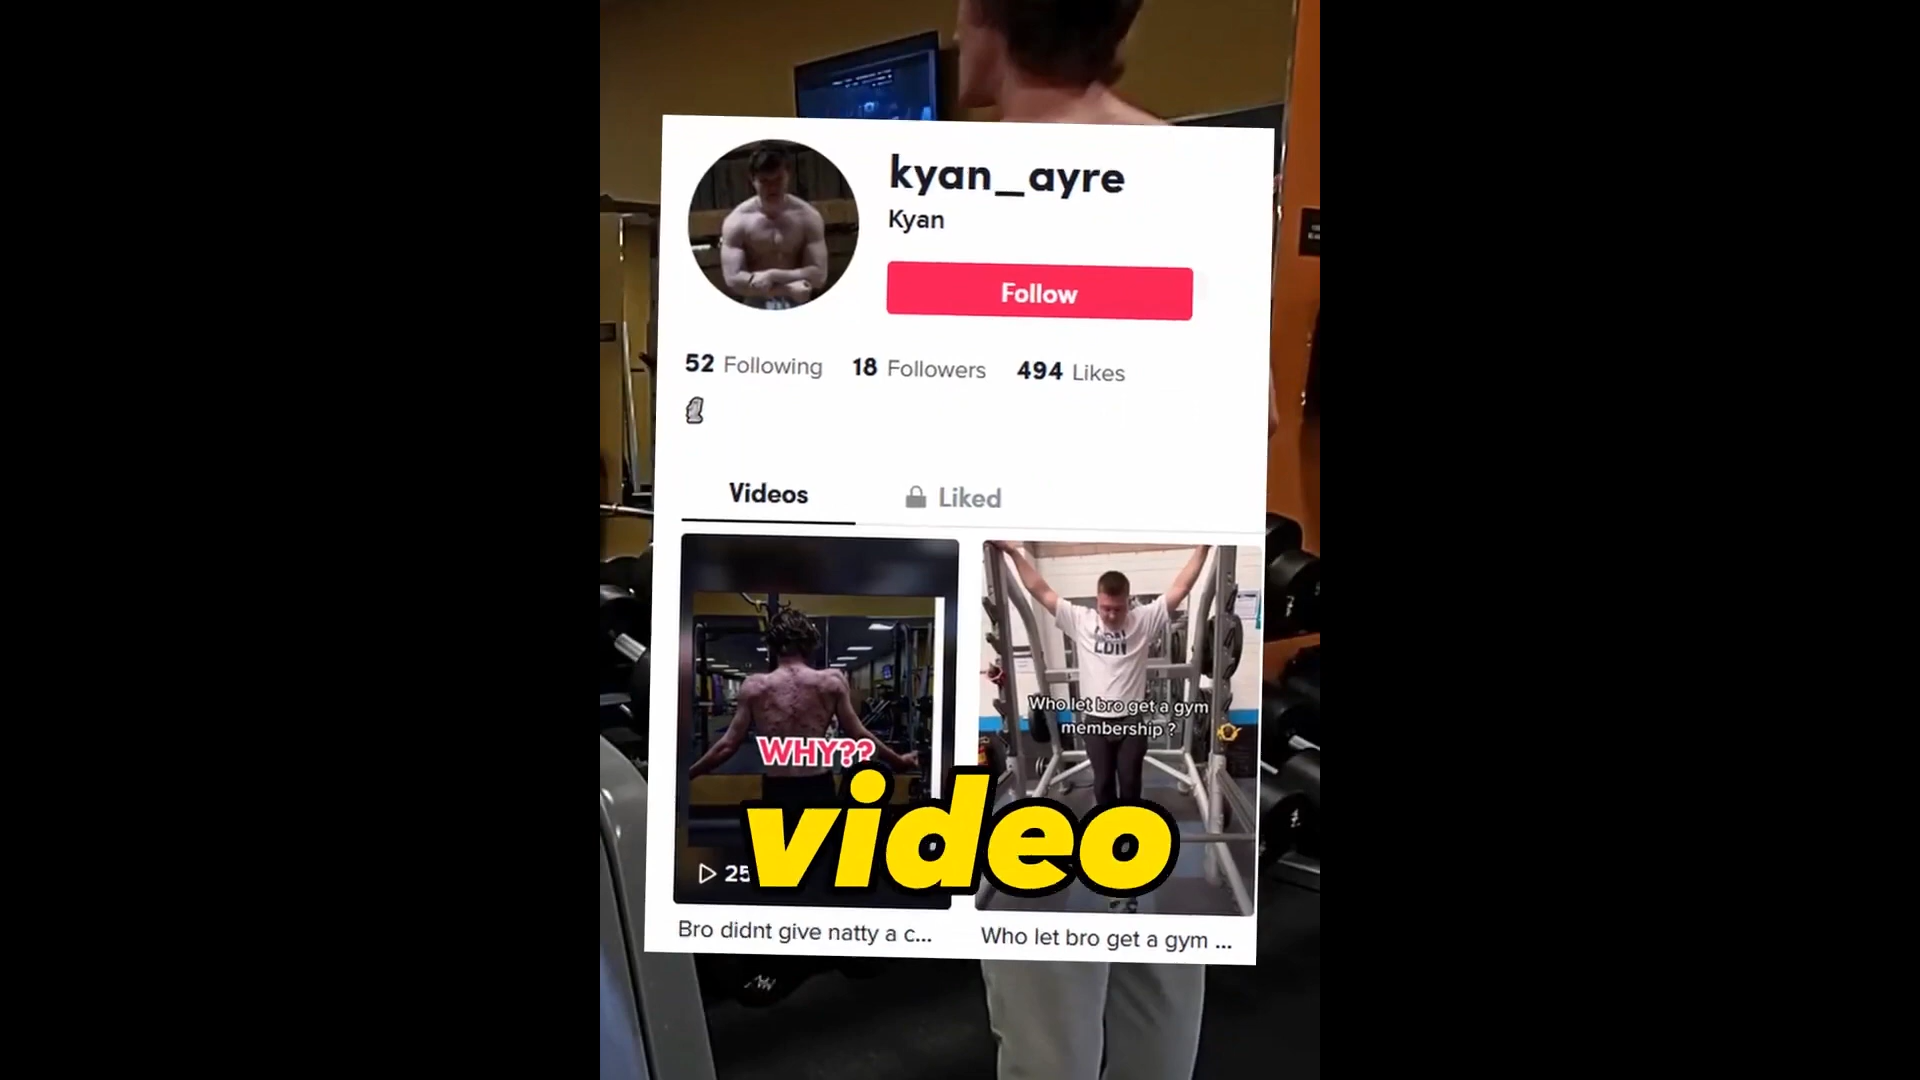 kyan_ayre
Kyan
Follow
52 Following 18 Followers 494 Likes
Videos Liked
LDN
Who let bro get a gym
membership ?
WHY??
video
25
Bro didnt give natty a c...
Who let bro get a gym ...